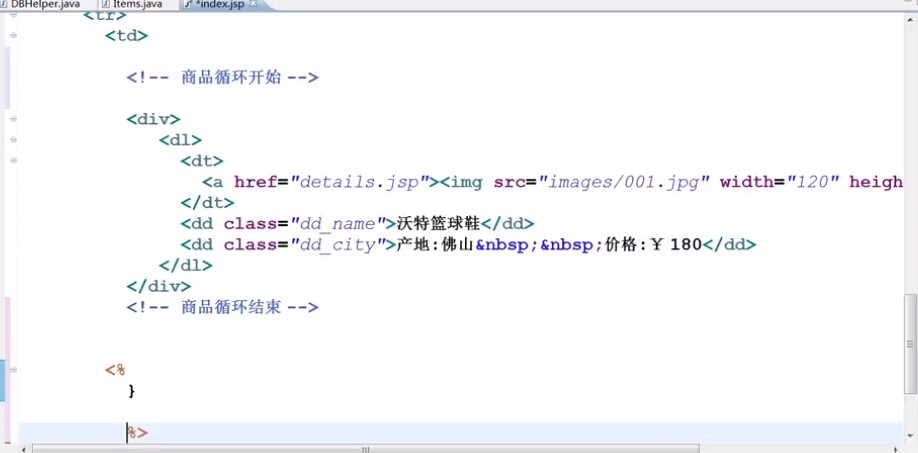 DBHelper.java Items.java *index.jsp
<tr>
<td>
<!-- 商品循环开始 -->
<div>
<dl>
<dt>
<a href="details.jsp"><img src="images/001.jpg" width="120" heigh
</dt>
<dd class="dd_name">沃特篮球鞋</dd>
<dd class="dd_city">产地:佛山&nbsp;&nbsp;价格:￥ 180</dd>
</dl>
</div>
<!-- 商品循环结束 -->
<%
}
%>